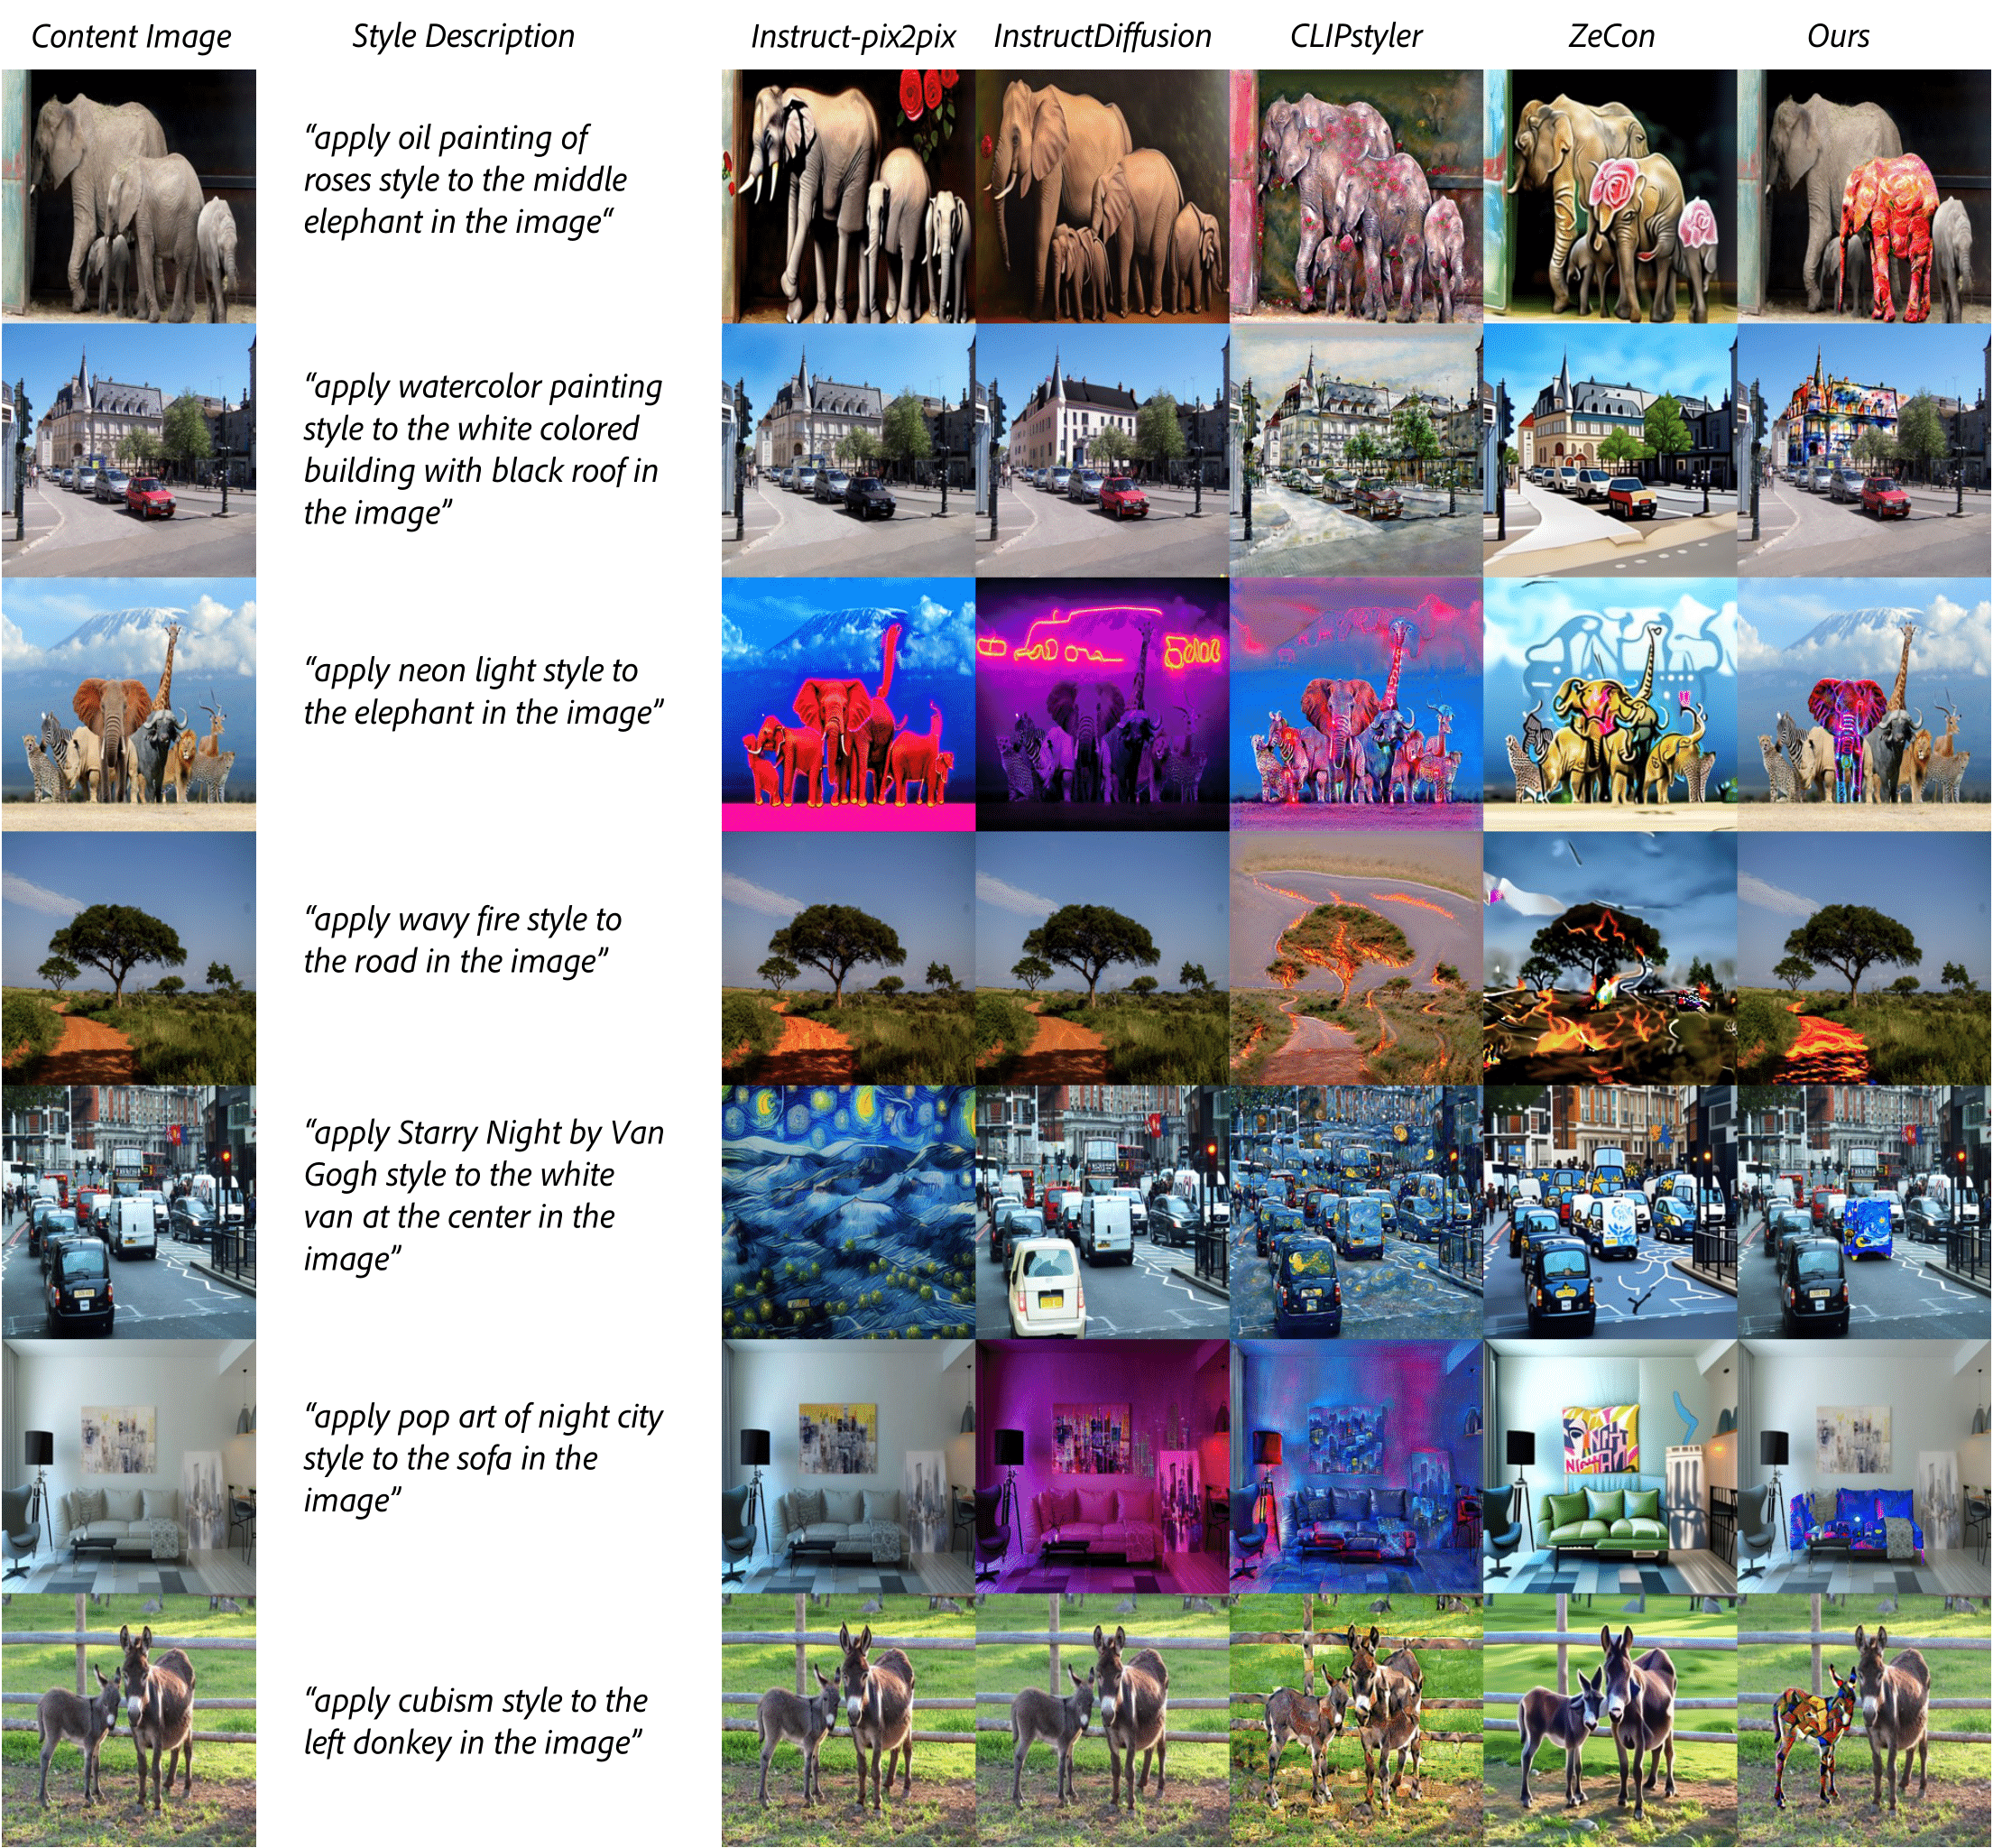 Content Image
Style Description
Instruct-pix2pix
InstructDiffusion
CLIPstyler
ZeCon
Ours
“apply oil painting of
roses style to the middle
elephant in the image“
“apply watercolor painting
style to the white colored
building with black roof in
the image”
“apply neon light style to
the elephant in the image”
“apply wavy fire style to
the road in the image”
“apply Starry Night by Van
Gogh style to the white
van at the center in the
image”
“apply pop art of night city
style to the sofa in the
image”
“apply cubism style to the
left donkey in the image”